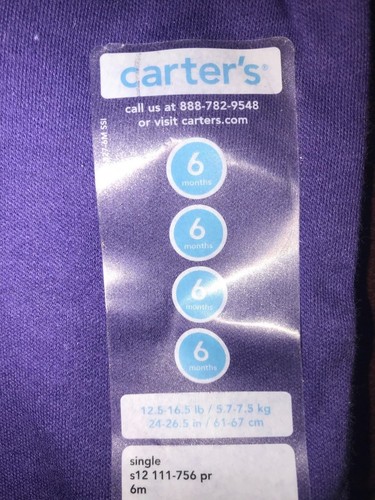 carter's
call us at 888-782-9548
or visit carters.com
6
months
6
months
6
months
6
months
12.5-16.5 lb / 5.7-7.5 kg
24-26.5 in / 61-67 cm
single
s12 111-756 pr
6m